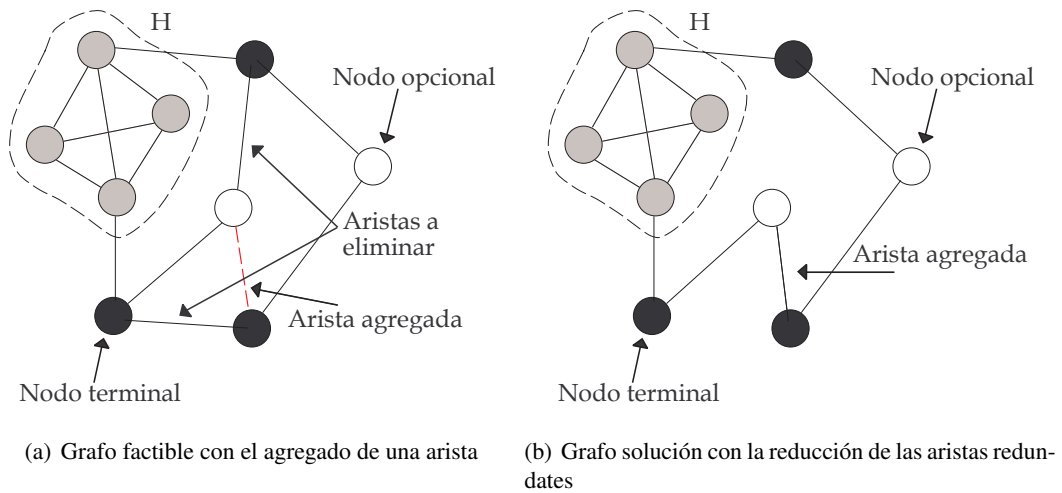 H
Nodo opcional
Aristas a
eliminar
Arista agregada
Nodo terminal
(a) Grafo factible con el agregado de una arista
H
Nodo opcional
Arista agregada
Nodo terminal
(b) Grafo solución con la reducción de las aristas redun-
dates